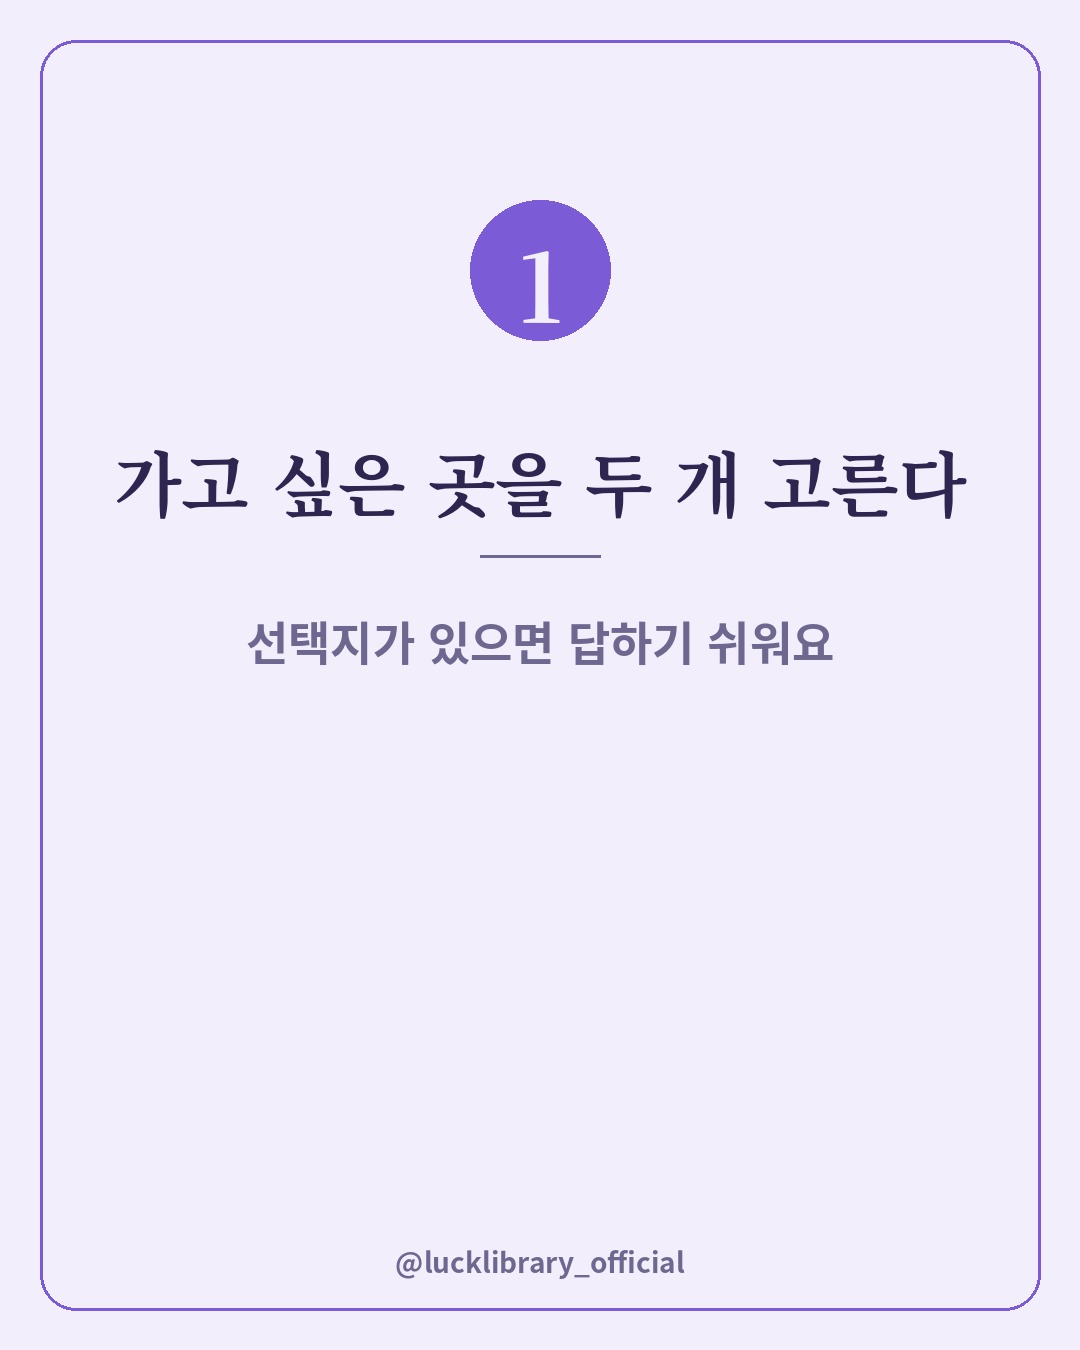 1
가고 싶은 곳을 두 개 고른다
선택지가 있으면 답하기 쉬워요
@lucklibrary_official